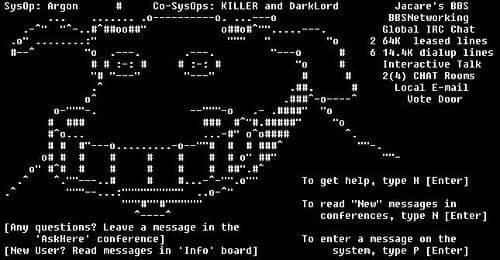 SysOp: Argon # Co-SysOps: KILLER and DarkLord Jacare's BBS
BBSNetworking
Global IRC Chat
2 64K leased lines
6 14.4K dialup lines
Interactive Talk
2(4) CHAT Rooms
Local E-mail
Vote Door
To get help, type H [Enter]
To read "New" messages in
conferences, type N [Enter]
To enter a message on the
system, type P [Enter]
[Any questions? Leave a message in the
'AskHere' conference]
[New User? Read messages in 'Info' board]